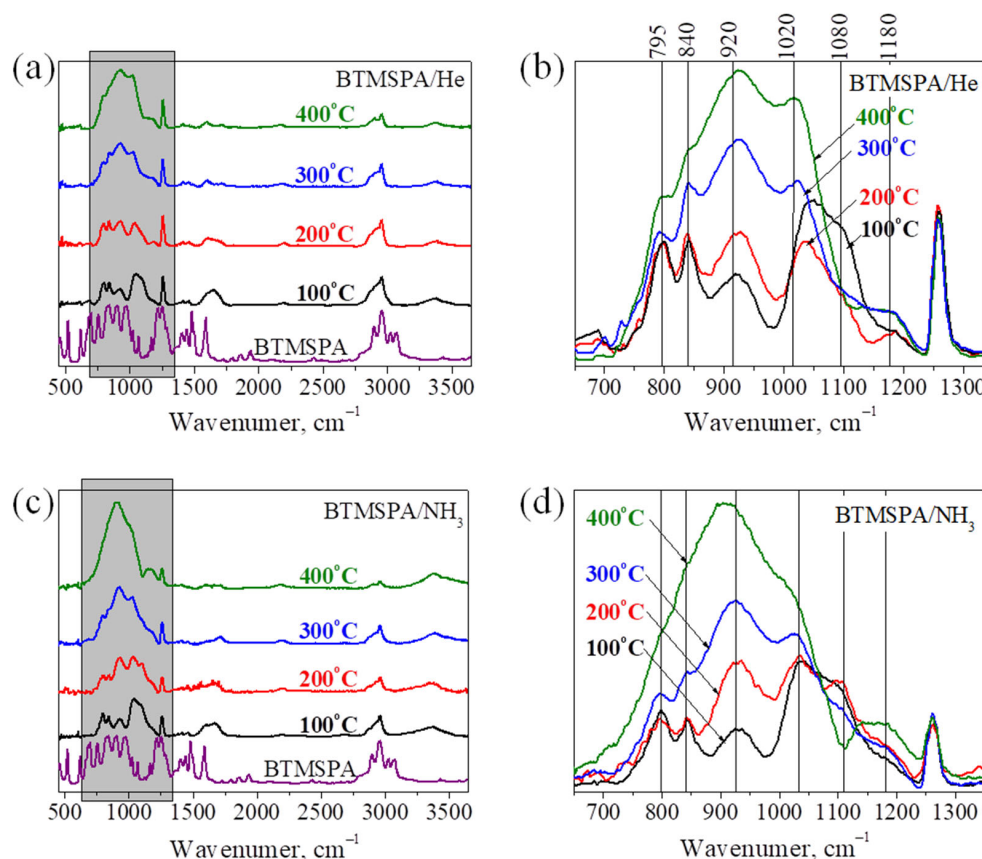 (a)
BTMSPA/He
400°C
300°C
200°C
100°C
BTMSPA
500 1000 1500 2000 2500 3000 3500
Wavenumer, cm⁻¹
(b)
795 840 920 1020 1080 1180
BTMSPA/He
400°C
300°C
200°C
100°C
700 800 900 1000 1100 1200 1300
Wavenumer, cm⁻¹
(c)
BTMSPA/NH₃
400°C
300°C
200°C
100°C
BTMSPA
500 1000 1500 2000 2500 3000 3500
Wavenumer, cm⁻¹
(d)
BTMSPA/NH₃
400°C
300°C
200°C
100°C
700 800 900 1000 1100 1200 1300
Wavenumer, cm⁻¹